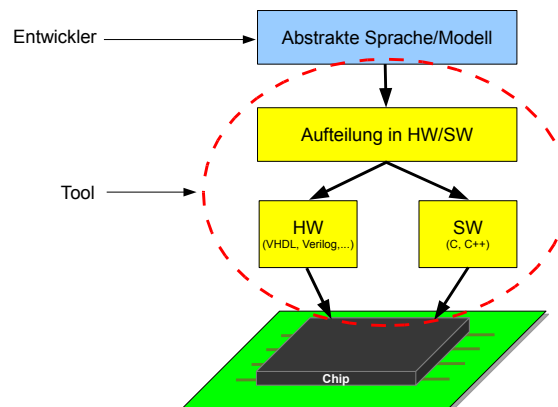 Entwickler
Abstrakte Sprache/Modell
Aufteilung in HW/SW
Tool
HW
(VHDL, Verilog,...)
SW
(C, C++)
Chip